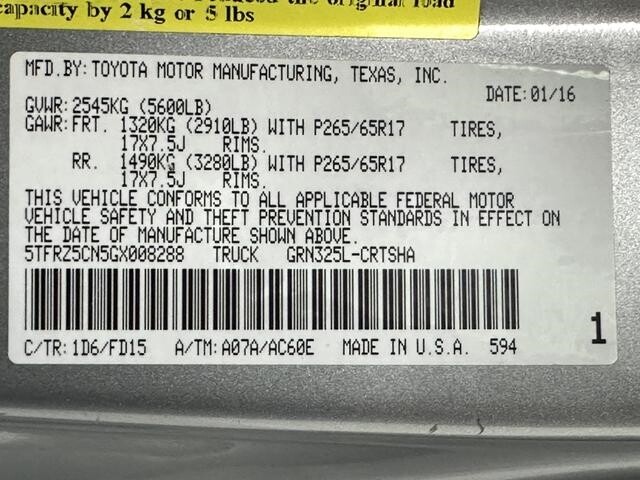 capacity by 2 kg or 5 lbs
MFD.BY: TOYOTA MOTOR MANUFACTURING, TEXAS, INC.
DATE: 01/16
GVWR: 2545KG (5600LB)
GAWR: FRT. 1320KG (2910LB) WITH P265/65R17 TIRES,
17X7.5J RIMS.
RR. 1490KG (3280LB) WITH P265/65R17 TIRES,
17X7.5J RIMS.
THIS VEHICLE CONFORMS TO ALL APPLICABLE FEDERAL MOTOR
VEHICLE SAFETY AND THEFT PREVENTION STANDARDS IN EFFECT ON
THE DATE OF MANUFACTURE SHOWN ABOVE.
5TFRZ5CN5GX008288 TRUCK GRN325L-CRTSHA
1
C/TR: 1D6/FD15 A/TM: A07A/AC60E MADE IN U.S.A. 594